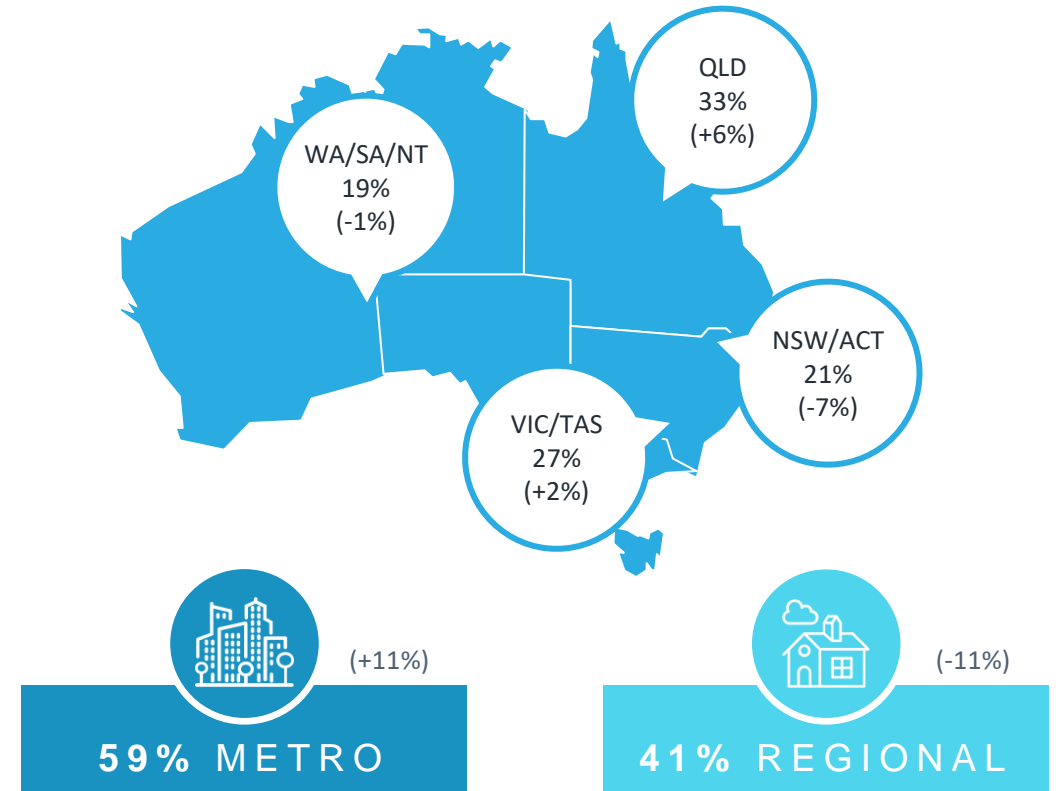 QLD
33%
(+6%)
WA/SA/NT
19%
(-1%)
NSW/ACT
21%
(-7%)
VIC/TAS
27%
(+2%)
(+11%)
(-11%)
59% METRO
41% REGIONAL